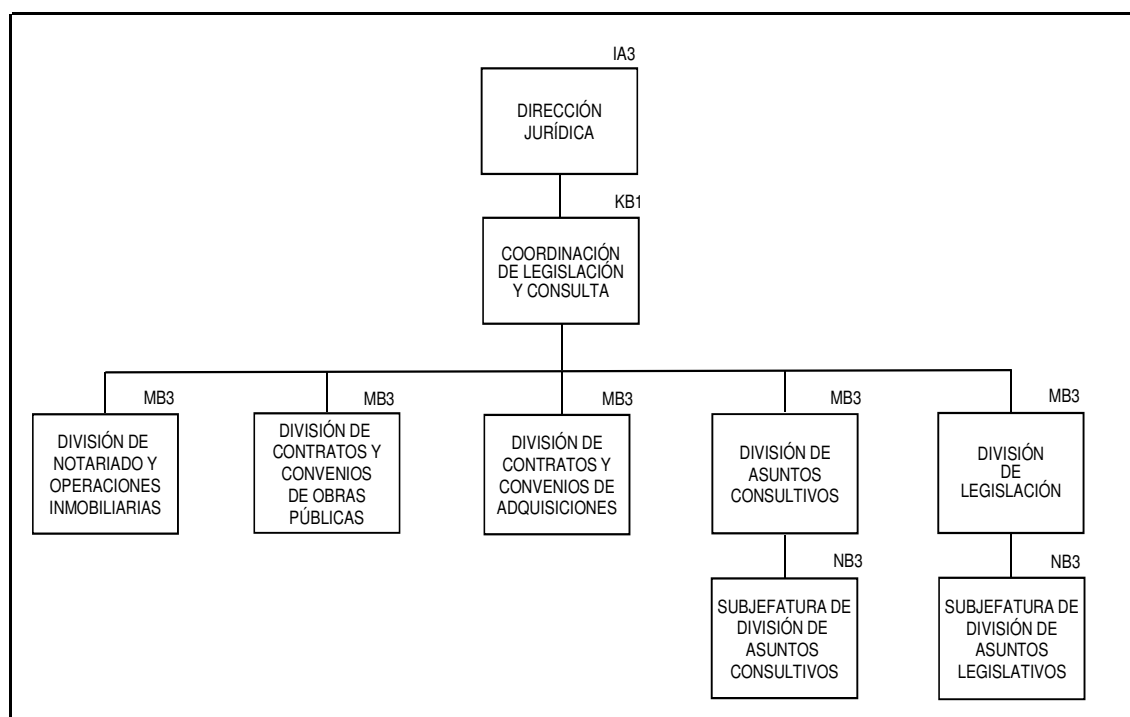 IA3
DIRECCIÓN
JURÍDICA
KB1
COORDINACIÓN
DE LEGISLACIÓN
Y CONSULTA
MB3
DIVISIÓN DE
NOTARIADO Y
OPERACIONES
INMOBILIARIAS
MB3
DIVISIÓN DE
CONTRATOS Y
CONVENIOS
DE OBRAS
PÚBLICAS
MB3
DIVISIÓN DE
CONTRATOS Y
CONVENIOS DE
ADQUISICIONES
MB3
DIVISIÓN DE
ASUNTOS
CONSULTIVOS
MB3
DIVISIÓN
DE
LEGISLACIÓN
NB3
SUBJEFATURA DE
DIVISIÓN DE
ASUNTOS
CONSULTIVOS
NB3
SUBJEFATURA DE
DIVISIÓN DE
ASUNTOS
LEGISLATIVOS